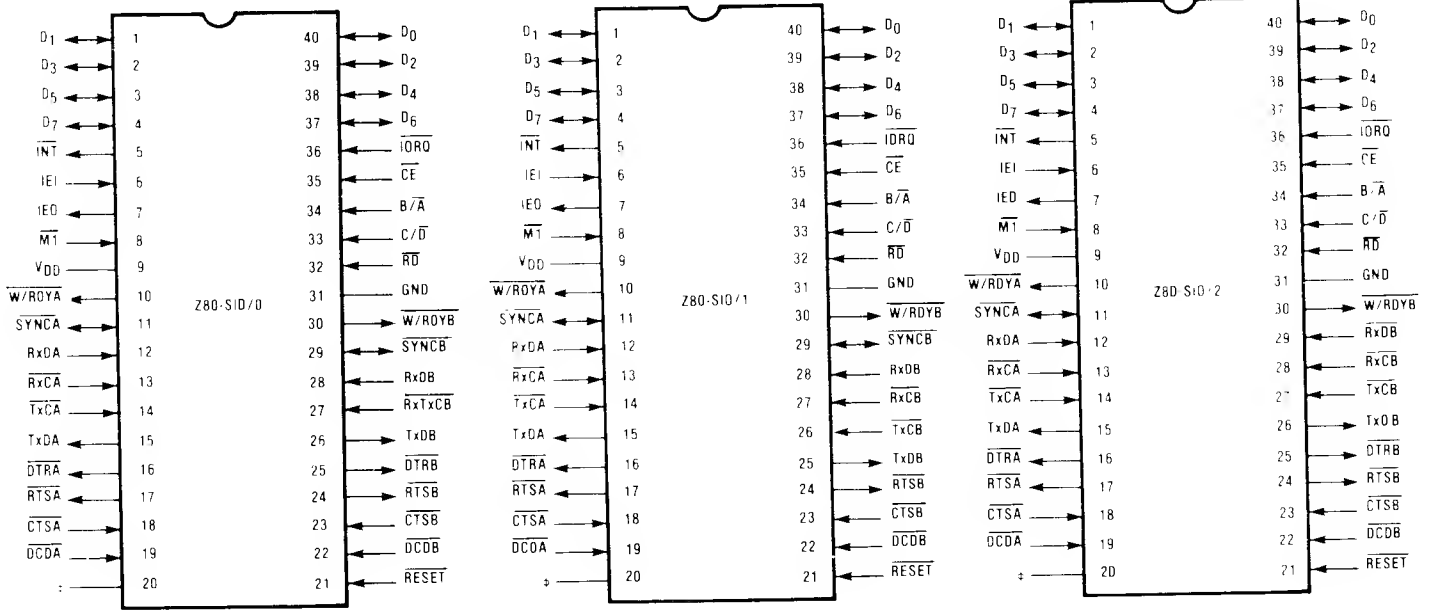 D1 1 40 D0
D3 2 39 D2
D5 3 38 D4
D7 4 37 D6
INT 5 36 IORQ
IEI 6 35 CE
IEO 7 34 B/A
M1 8 33 C/D
VDD 9 32 RD
W/RDYA 10 31 GND
Z80-SIO/0
SYNCA 11 30 W/RDYB
RxDA 12 29 SYNCB
RxCA 13 28 RxDB
TxCA 14 27 RxTxCB
TxDA 15 26 TxDB
DTRA 16 25 DTRB
RTSA 17 24 RTSB
CTSA 18 23 CTSB
DCDA 19 22 DCDB
20 21 RESET
D1 1 40 D0
D3 2 39 D2
D5 3 38 D4
D7 4 37 D6
INT 5 36 IORQ
IEI 6 35 CE
IEO 7 34 B/A
M1 8 33 C/D
VDD 9 32 RD
W/RDYA 10 31 GND
Z80-SIO/1
SYNCA 11 30 W/RDYB
RxDA 12 29 SYNCB
RxCA 13 28 RxDB
TxCA 14 27 RxCB
TxDA 15 26 TxCB
DTRA 16 25 TxDB
RTSA 17 24 RTSB
CTSA 18 23 CTSB
DCDA 19 22 DCDB
20 21 RESET
D1 1 40 D0
D3 2 39 D2
D5 3 38 D4
D7 4 37 D6
INT 5 36 IORQ
IEI 6 35 CE
IEO 7 34 B/A
M1 8 33 C/D
VDD 9 32 RD
W/RDYA 10 31 GND
Z80-SIO/2
SYNCA 11 30 W/RDYB
RxDA 12 29 RxDB
RxCA 13 28 RxCB
TxCA 14 27 TxCB
TxDA 15 26 TxDB
DTRA 16 25 DTRB
RTSA 17 24 RTSB
CTSA 18 23 CTSB
DCDA 19 22 DCDB
20 21 RESET